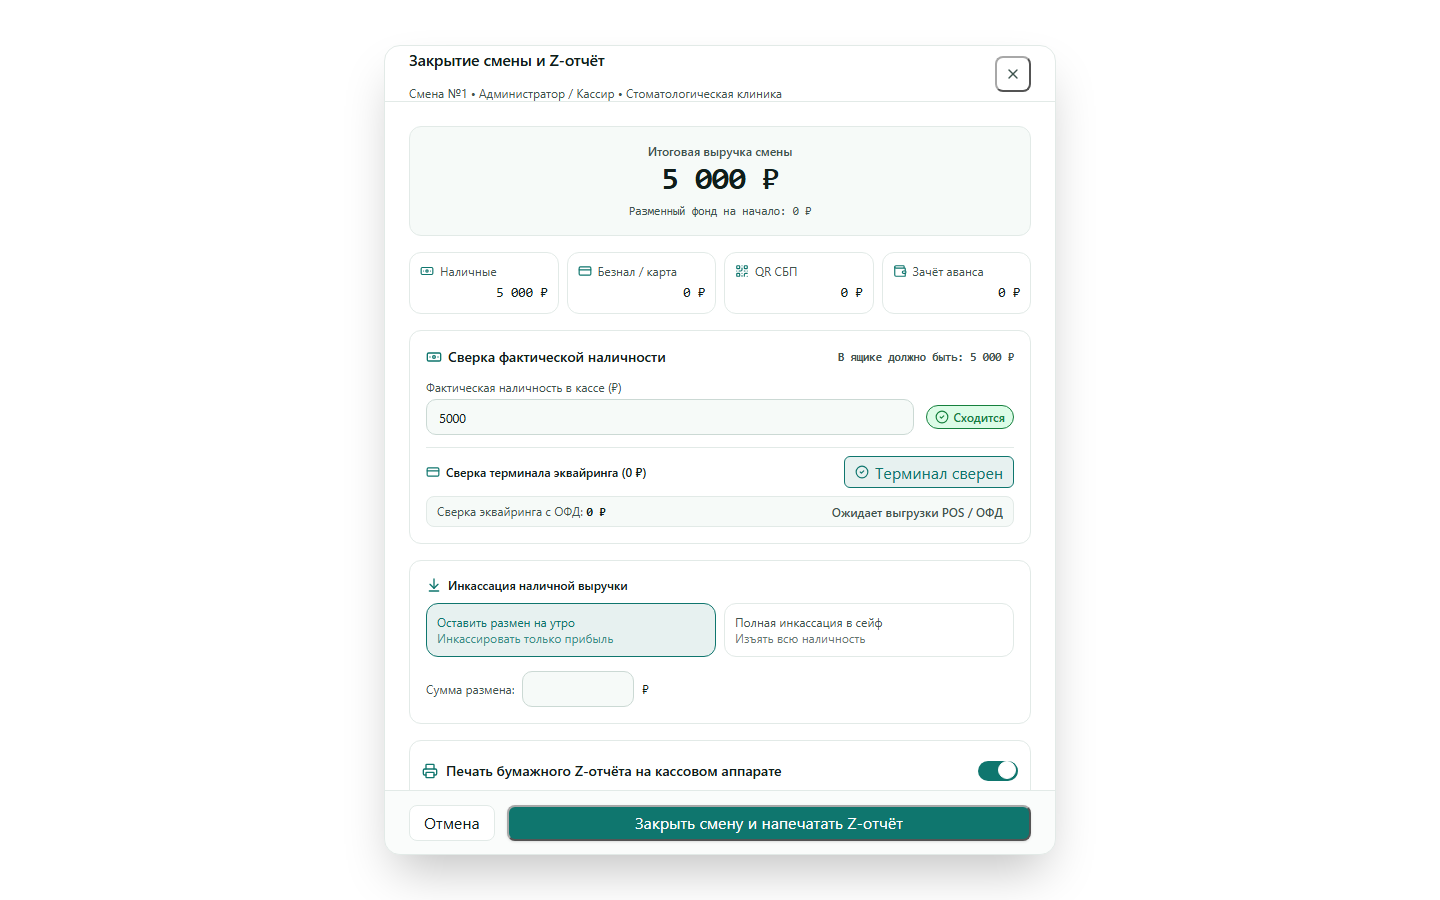 Закрытие смены и Z-отчёт
Смена №1 • Администратор / Кассир • Стоматологическая клиника
Итоговая выручка смены
5 000 ₽
Разменный фонд на начало: 0 ₽
Наличные
5 000 ₽
Безнал / карта
0 ₽
QR СБП
0 ₽
Зачёт аванса
0 ₽
Сверка фактической наличности
В ящике должно быть: 5 000 ₽
Фактическая наличность в кассе (₽)
5000
Сходится
Сверка терминала эквайринга (0 ₽)
Терминал сверен
Сверка эквайринга с ОФД: 0 ₽
Ожидает выгрузки POS / ОФД
Инкассация наличной выручки
Оставить размен на утро
Инкассировать только прибыль
Полная инкассация в сейф
Изъять всю наличность
Сумма размена:
₽
Печать бумажного Z-отчёта на кассовом аппарате
Отмена
Закрыть смену и напечатать Z-отчёт